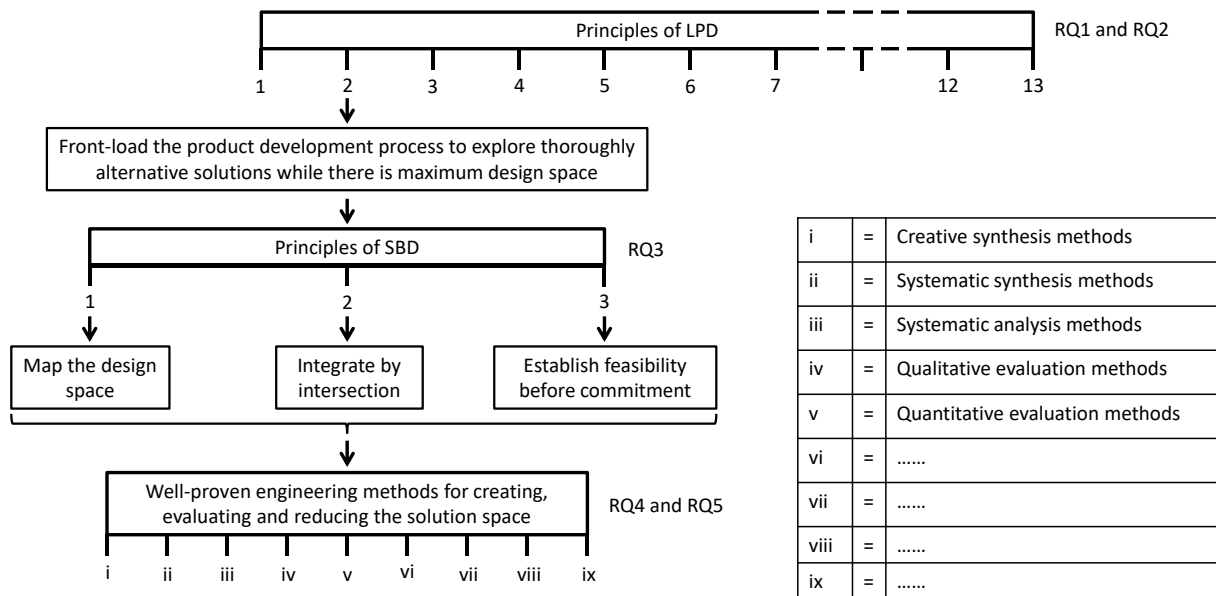 Principles of LPD
RQ1 and RQ2
1 2 3 4 5 6 7 12 13
Front-load the product development process to explore thoroughly
alternative solutions while there is maximum design space
Principles of SBD
RQ3
1 2 3
Map the design
space
Integrate by
intersection
Establish feasibility
before commitment
Well-proven engineering methods for creating,
evaluating and reducing the solution space
RQ4 and RQ5
i ii iii iv v vi vii viii ix
i = Creative synthesis methods
ii = Systematic synthesis methods
iii = Systematic analysis methods
iv = Qualitative evaluation methods
v = Quantitative evaluation methods
vi = ......
vii = ......
viii = ......
ix = ......